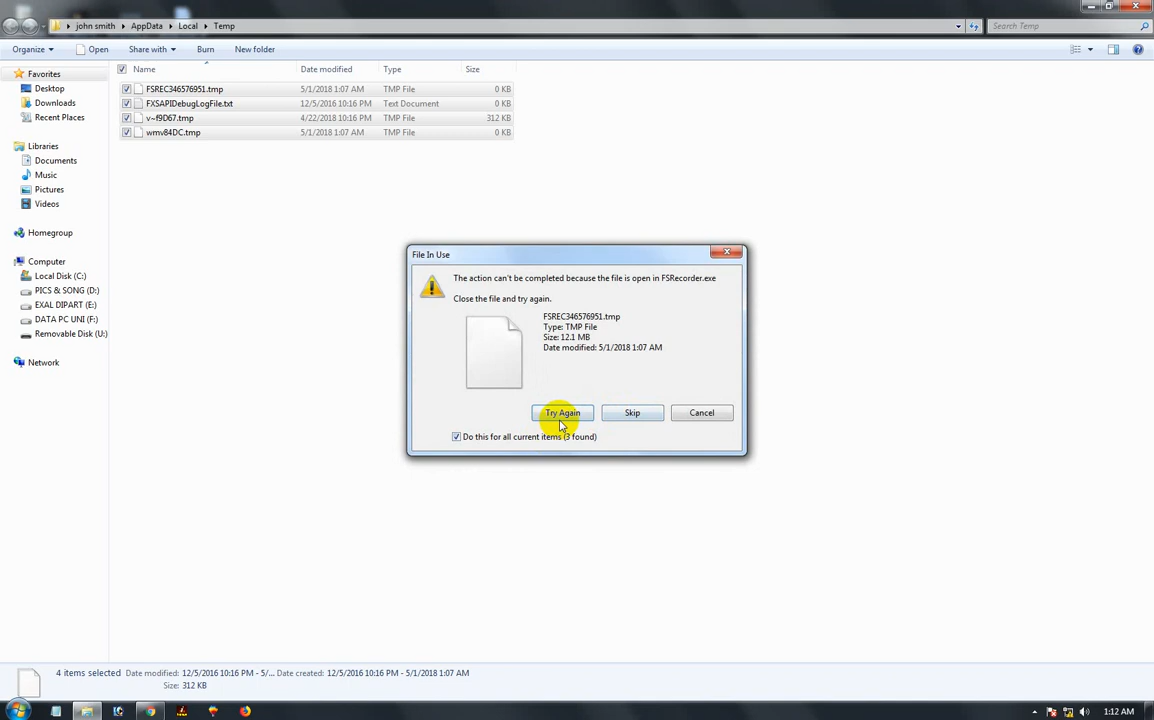 john smith ▸ AppData ▸ Local ▸ Temp
Search Temp
Organize ▾ Open Share with ▾ Burn New folder
Favorites
Desktop
Downloads
Recent Places
Libraries
Documents
Music
Pictures
Videos
Homegroup
Computer
Local Disk (C:)
PICS & SONG (D:)
EXAL DIPART (E:)
DATA PC UNI (F:)
Removable Disk (U:)
Network
Name Date modified Type Size
FSREC346576951.tmp 5/1/2018 1:07 AM TMP File 0 KB
FXSAPIDebugLogFile.txt 12/5/2016 10:16 PM Text Document 0 KB
v~f9D67.tmp 4/22/2018 10:16 PM TMP File 312 KB
wmv84DC.tmp 5/1/2018 1:07 AM TMP File 0 KB
File In Use
The action can't be completed because the file is open in FSRecorder.exe
Close the file and try again.
FSREC346576951.tmp
Type: TMP File
Size: 12.1 MB
Date modified: 5/1/2018 1:07 AM
Try Again Skip Cancel
Do this for all current items (3 found)
4 items selected Date modified: 12/5/2016 10:16 PM - 5/... Date created: 12/5/2016 10:16 PM - 5/1/2018 1:07 AM
Size: 312 KB
1:12 AM